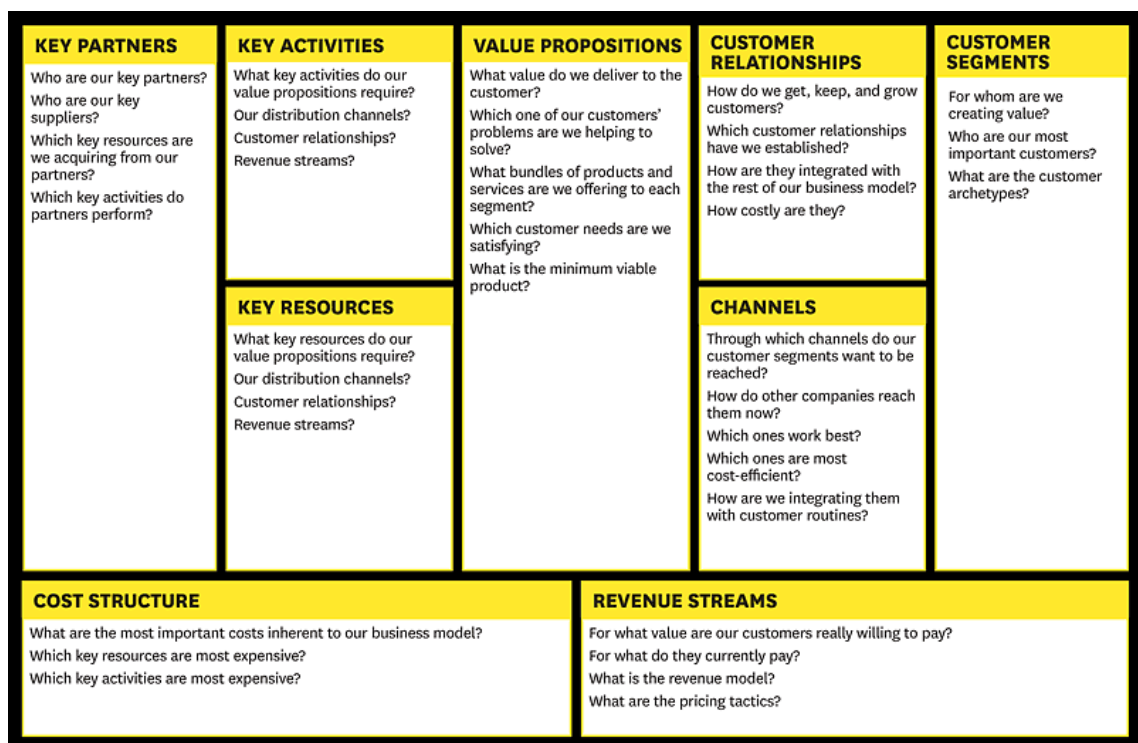 KEY PARTNERS
Who are our key partners?
Who are our key
suppliers?
Which key resources are
we acquiring from our
partners?
Which key activities do
partners perform?
KEY ACTIVITIES
What key activities do our
value propositions require?
Our distribution channels?
Customer relationships?
Revenue streams?
KEY RESOURCES
What key resources do our
value propositions require?
Our distribution channels?
Customer relationships?
Revenue streams?
VALUE PROPOSITIONS
What value do we deliver to the
customer?
Which one of our customers’
problems are we helping to
solve?
What bundles of products and
services are we offering to each
segment?
Which customer needs are we
satisfying?
What is the minimum viable
product?
CUSTOMER
RELATIONSHIPS
How do we get, keep, and grow
customers?
Which customer relationships
have we established?
How are they integrated with
the rest of our business model?
How costly are they?
CHANNELS
Through which channels do our
customer segments want to be
reached?
How do other companies reach
them now?
Which ones work best?
Which ones are most
cost-efficient?
How are we integrating them
with customer routines?
CUSTOMER
SEGMENTS
For whom are we
creating value?
Who are our most
important customers?
What are the customer
archetypes?
COST STRUCTURE
What are the most important costs inherent to our business model?
Which key resources are most expensive?
Which key activities are most expensive?
REVENUE STREAMS
For what value are our customers really willing to pay?
For what do they currently pay?
What is the revenue model?
What are the pricing tactics?